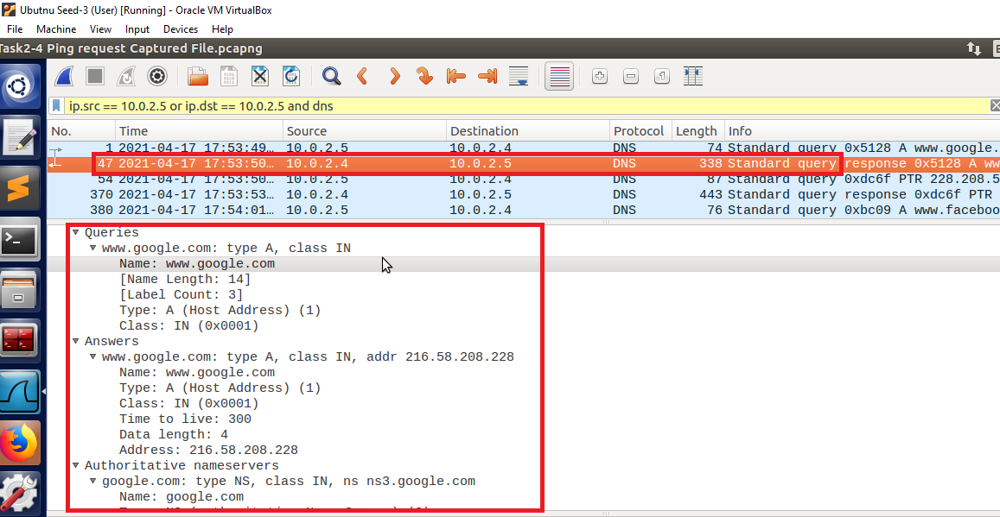 Ubutnu Seed-3 (User) [Running] - Oracle VM VirtualBox
File Machine View Input Devices Help
Task2-4 Ping request Captured File.pcapng
ip.src == 10.0.2.5 or ip.dst == 10.0.2.5 and dns
No. Time Source Destination Protocol Length Info
1 2021-04-17 17:53:49… 10.0.2.5 10.0.2.4 DNS 74 Standard query 0x5128 A www.google.
47 2021-04-17 17:53:50… 10.0.2.4 10.0.2.5 DNS 338 Standard query response 0x5128 A ww
54 2021-04-17 17:53:50… 10.0.2.5 10.0.2.4 DNS 87 Standard query 0xdc6f PTR 228.208.5
370 2021-04-17 17:53:53… 10.0.2.4 10.0.2.5 DNS 443 Standard query response 0xdc6f PTR
380 2021-04-17 17:54:01… 10.0.2.5 10.0.2.4 DNS 76 Standard query 0xbc09 A www.faceboo
Queries
www.google.com: type A, class IN
Name: www.google.com
[Name Length: 14]
[Label Count: 3]
Type: A (Host Address) (1)
Class: IN (0x0001)
Answers
www.google.com: type A, class IN, addr 216.58.208.228
Name: www.google.com
Type: A (Host Address) (1)
Class: IN (0x0001)
Time to live: 300
Data length: 4
Address: 216.58.208.228
Authoritative nameservers
google.com: type NS, class IN, ns ns3.google.com
Name: google.com